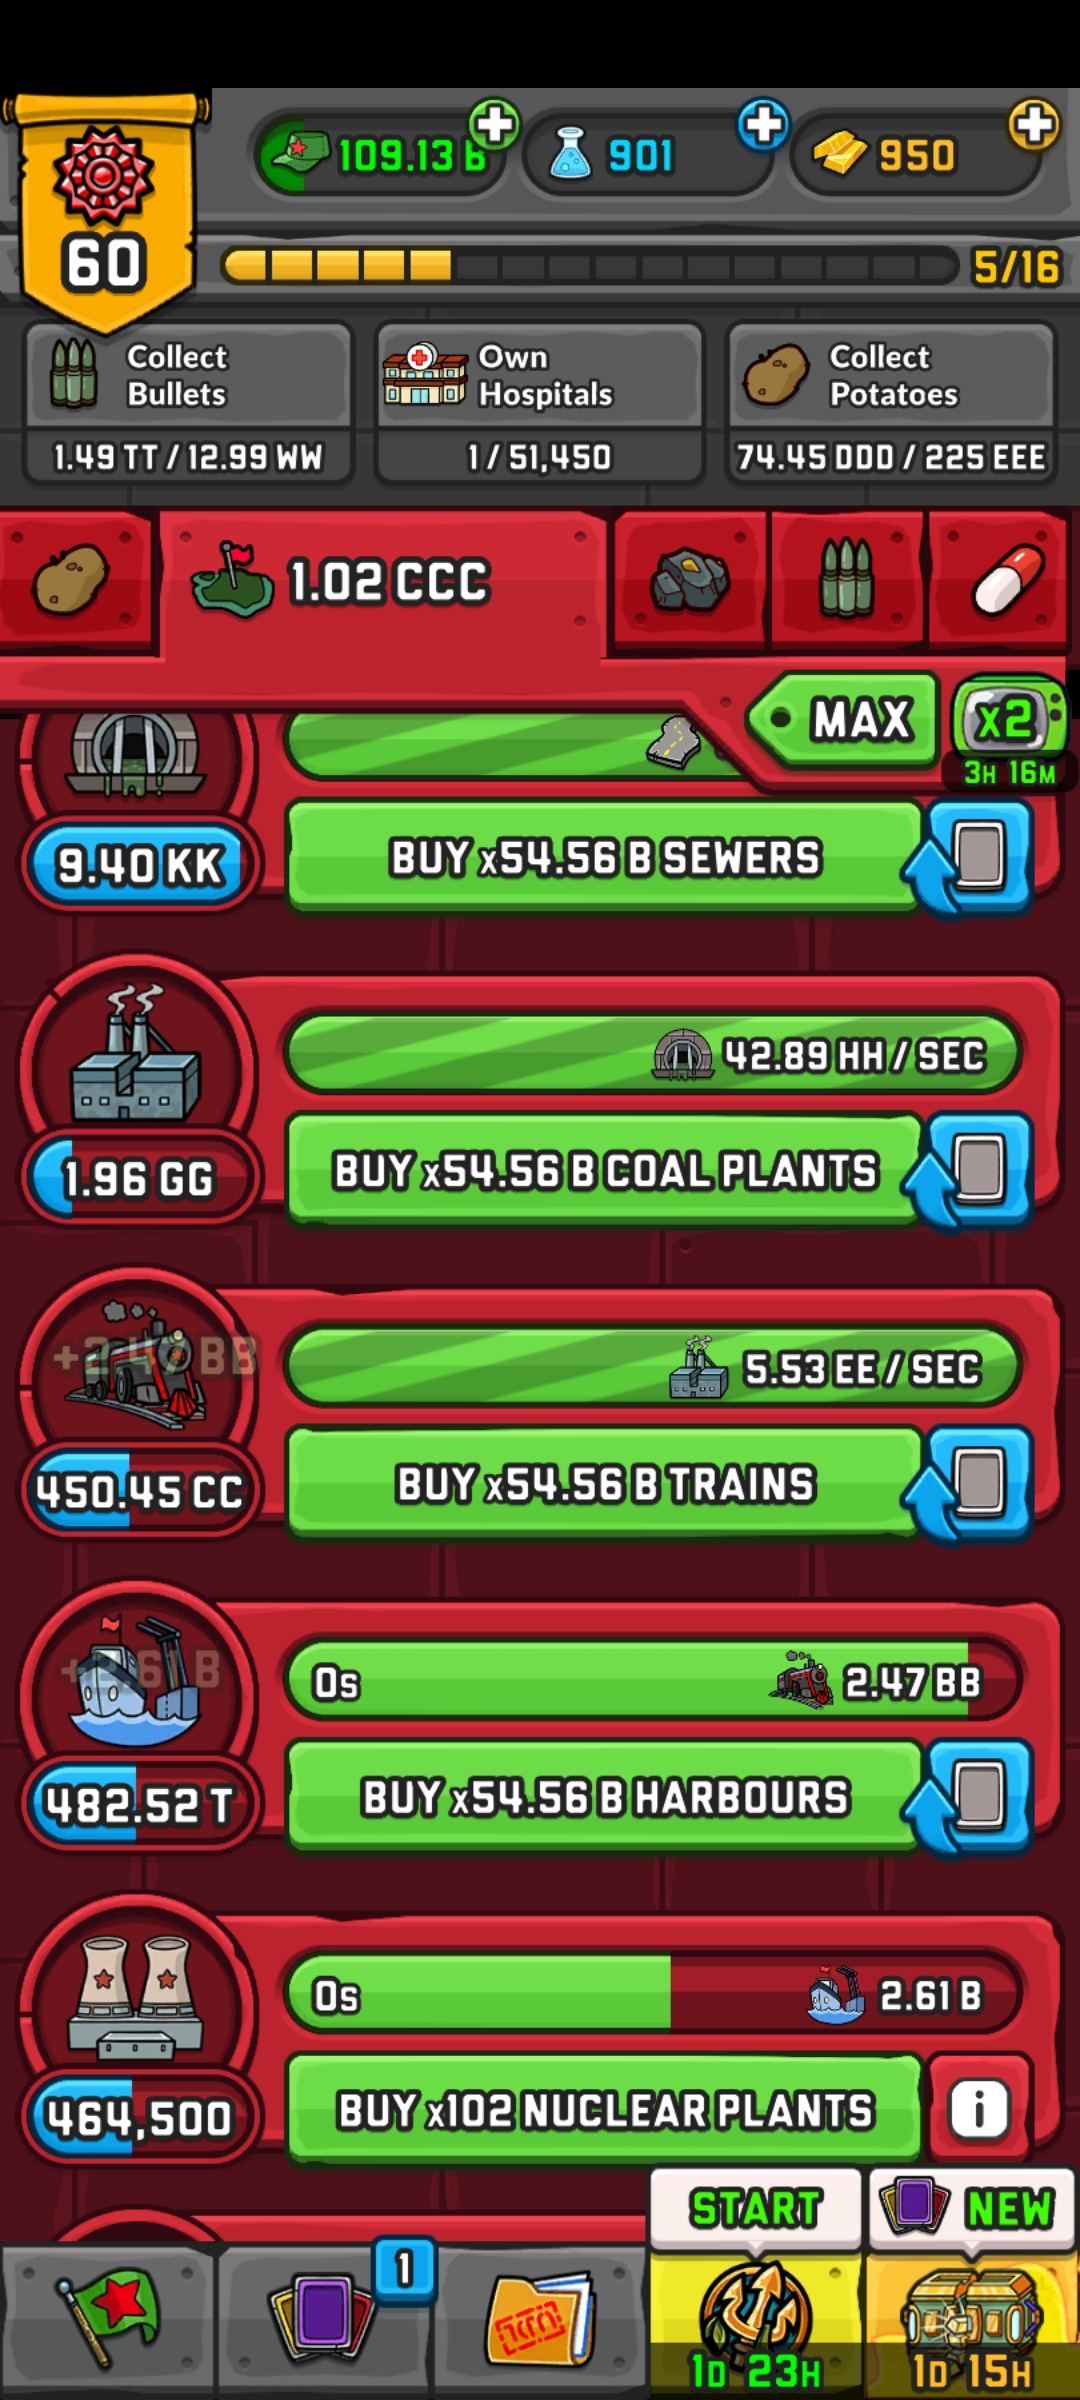 109.13 B
901
950
60
5/16
Collect
Bullets
1.49 TT / 12.99 WW
Own
Hospitals
1 / 51,450
Collect
Potatoes
74.45 DDD / 225 EEE
1.02 CCC
MAX
x2
3H 16M
9.40 KK
BUY x54.56 B SEWERS
42.89 HH / SEC
1.96 GG
BUY x54.56 B COAL PLANTS
5.53 EE / SEC
450.45 CC
BUY x54.56 B TRAINS
0s
2.47 BB
+2.61 B
482.52 T
BUY x54.56 B HARBOURS
0s
2.61 B
464,500
BUY x102 NUCLEAR PLANTS
i
START
NEW
1
1D 23H
1D 15H